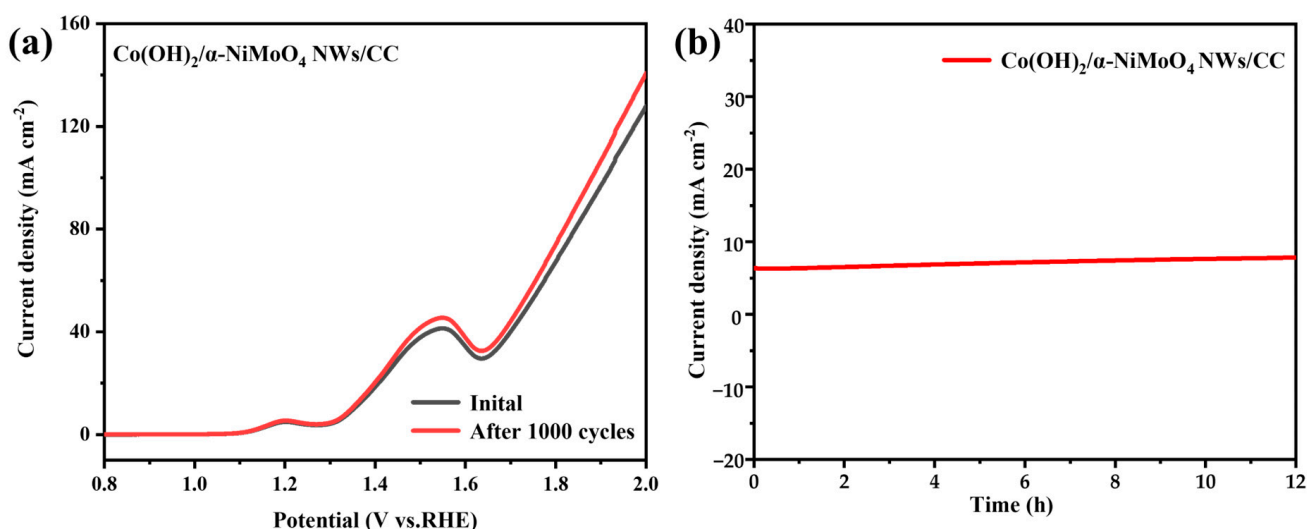 (a)
Co(OH)₂/α-NiMoO₄ NWs/CC
Current density (mA cm⁻²)
160
120
80
40
0
Inital
After 1000 cycles
0.8 1.0 1.2 1.4 1.6 1.8 2.0
Potential (V vs.RHE)
(b)
Co(OH)₂/α-NiMoO₄ NWs/CC
Current density (mA cm⁻²)
40
30
20
10
0
−10
−20
0 2 4 6 8 10 12
Time (h)